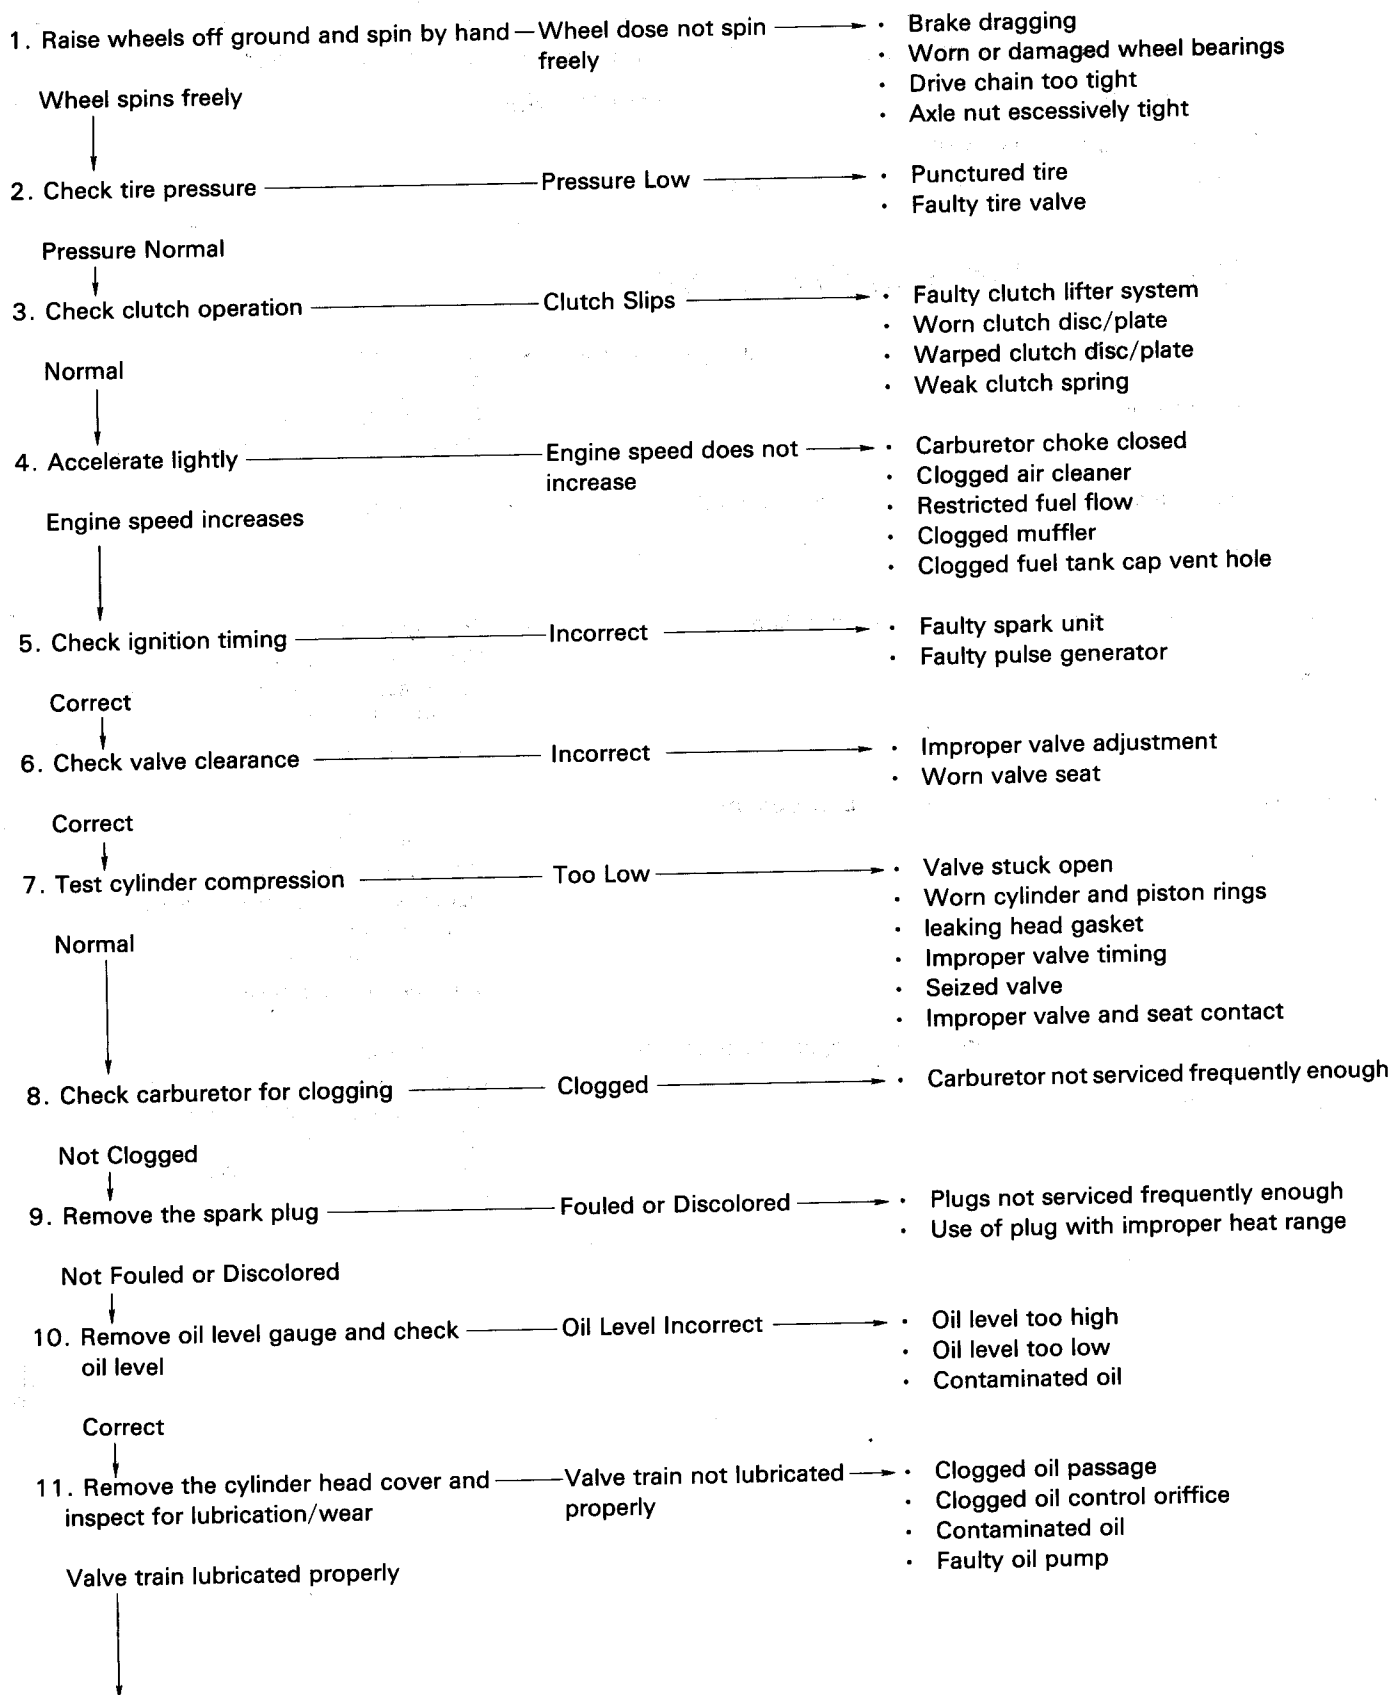 1. Raise wheels off ground and spin by hand — Wheel dose not spin freely
· Brake dragging
· Worn or damaged wheel bearings
· Drive chain too tight
· Axle nut escessively tight
Wheel spins freely
2. Check tire pressure — Pressure Low
· Punctured tire
· Faulty tire valve
Pressure Normal
3. Check clutch operation — Clutch Slips
· Faulty clutch lifter system
· Worn clutch disc/plate
· Warped clutch disc/plate
· Weak clutch spring
Normal
4. Accelerate lightly — Engine speed does not increase
· Carburetor choke closed
· Clogged air cleaner
· Restricted fuel flow
· Clogged muffler
· Clogged fuel tank cap vent hole
Engine speed increases
5. Check ignition timing — Incorrect
· Faulty spark unit
· Faulty pulse generator
Correct
6. Check valve clearance — Incorrect
· Improper valve adjustment
· Worn valve seat
Correct
7. Test cylinder compression — Too Low
· Valve stuck open
· Worn cylinder and piston rings
· leaking head gasket
· Improper valve timing
· Seized valve
· Improper valve and seat contact
Normal
8. Check carburetor for clogging — Clogged
· Carburetor not serviced frequently enough
Not Clogged
9. Remove the spark plug — Fouled or Discolored
· Plugs not serviced frequently enough
· Use of plug with improper heat range
Not Fouled or Discolored
10. Remove oil level gauge and check oil level — Oil Level Incorrect
· Oil level too high
· Oil level too low
· Contaminated oil
Correct
11. Remove the cylinder head cover and inspect for lubrication/wear — Valve train not lubricated properly
· Clogged oil passage
· Clogged oil control oriffice
· Contaminated oil
· Faulty oil pump
Valve train lubricated properly